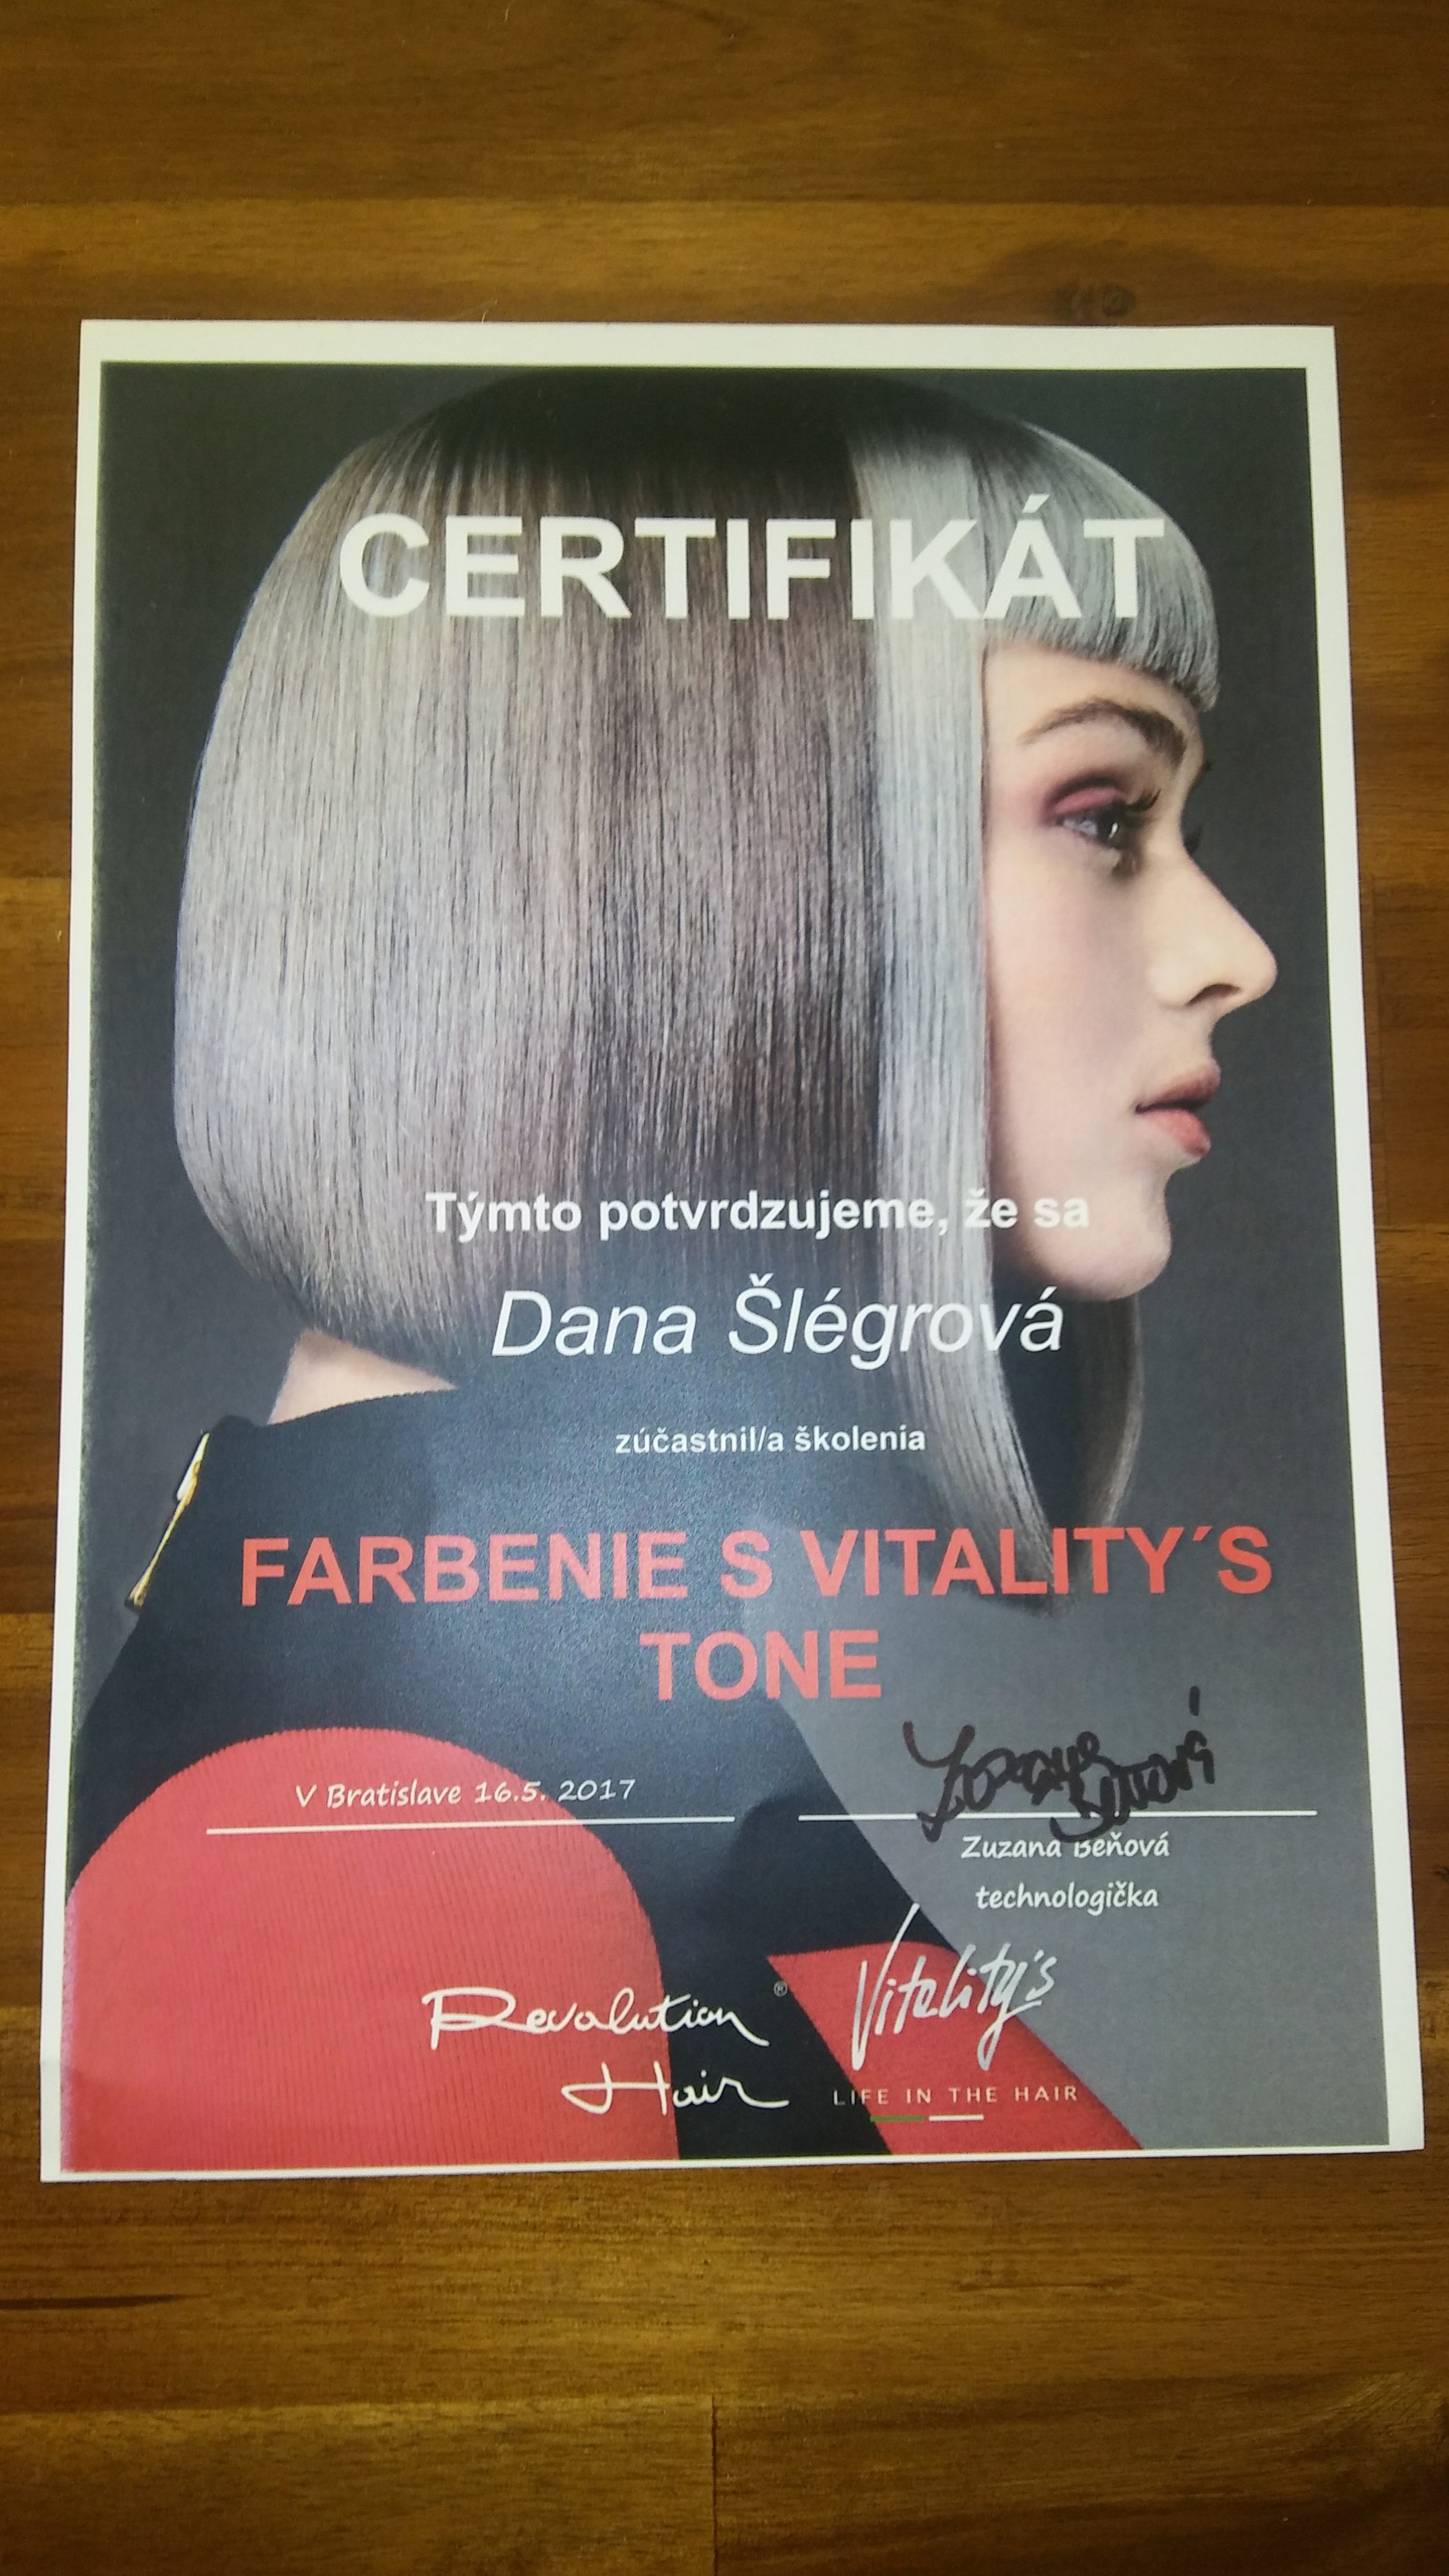 CERTIFIKÁT
Týmto potvrdzujeme, že sa
Dana Šlégrová
zúčastnil/a školenia
FARBENIE S VITALITY´S
TONE
V Bratislave 16.5. 2017
Zuzana Beňová
technologička
Revolution ®
Hair
Vitality's
LIFE IN THE HAIR